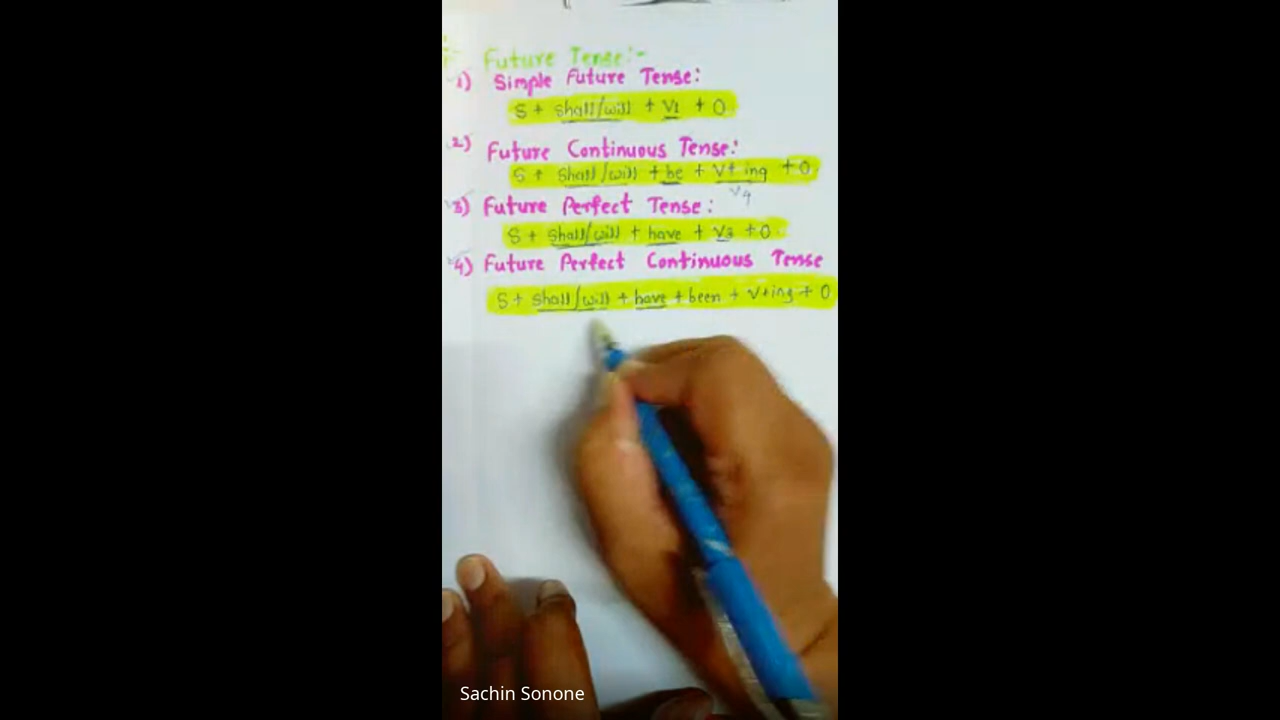 Future Tense:-
1) Simple Future Tense:
S + shall/will + V1 + O
2) Future Continuous Tense:
S + shall/will + be + V+ing + O.
V4
3) Future Perfect Tense:
S + shall/will + have + V3 + O
4) Future Perfect Continuous Tense
S + shall/will + have + been + V+ing + O
Sachin Sonone